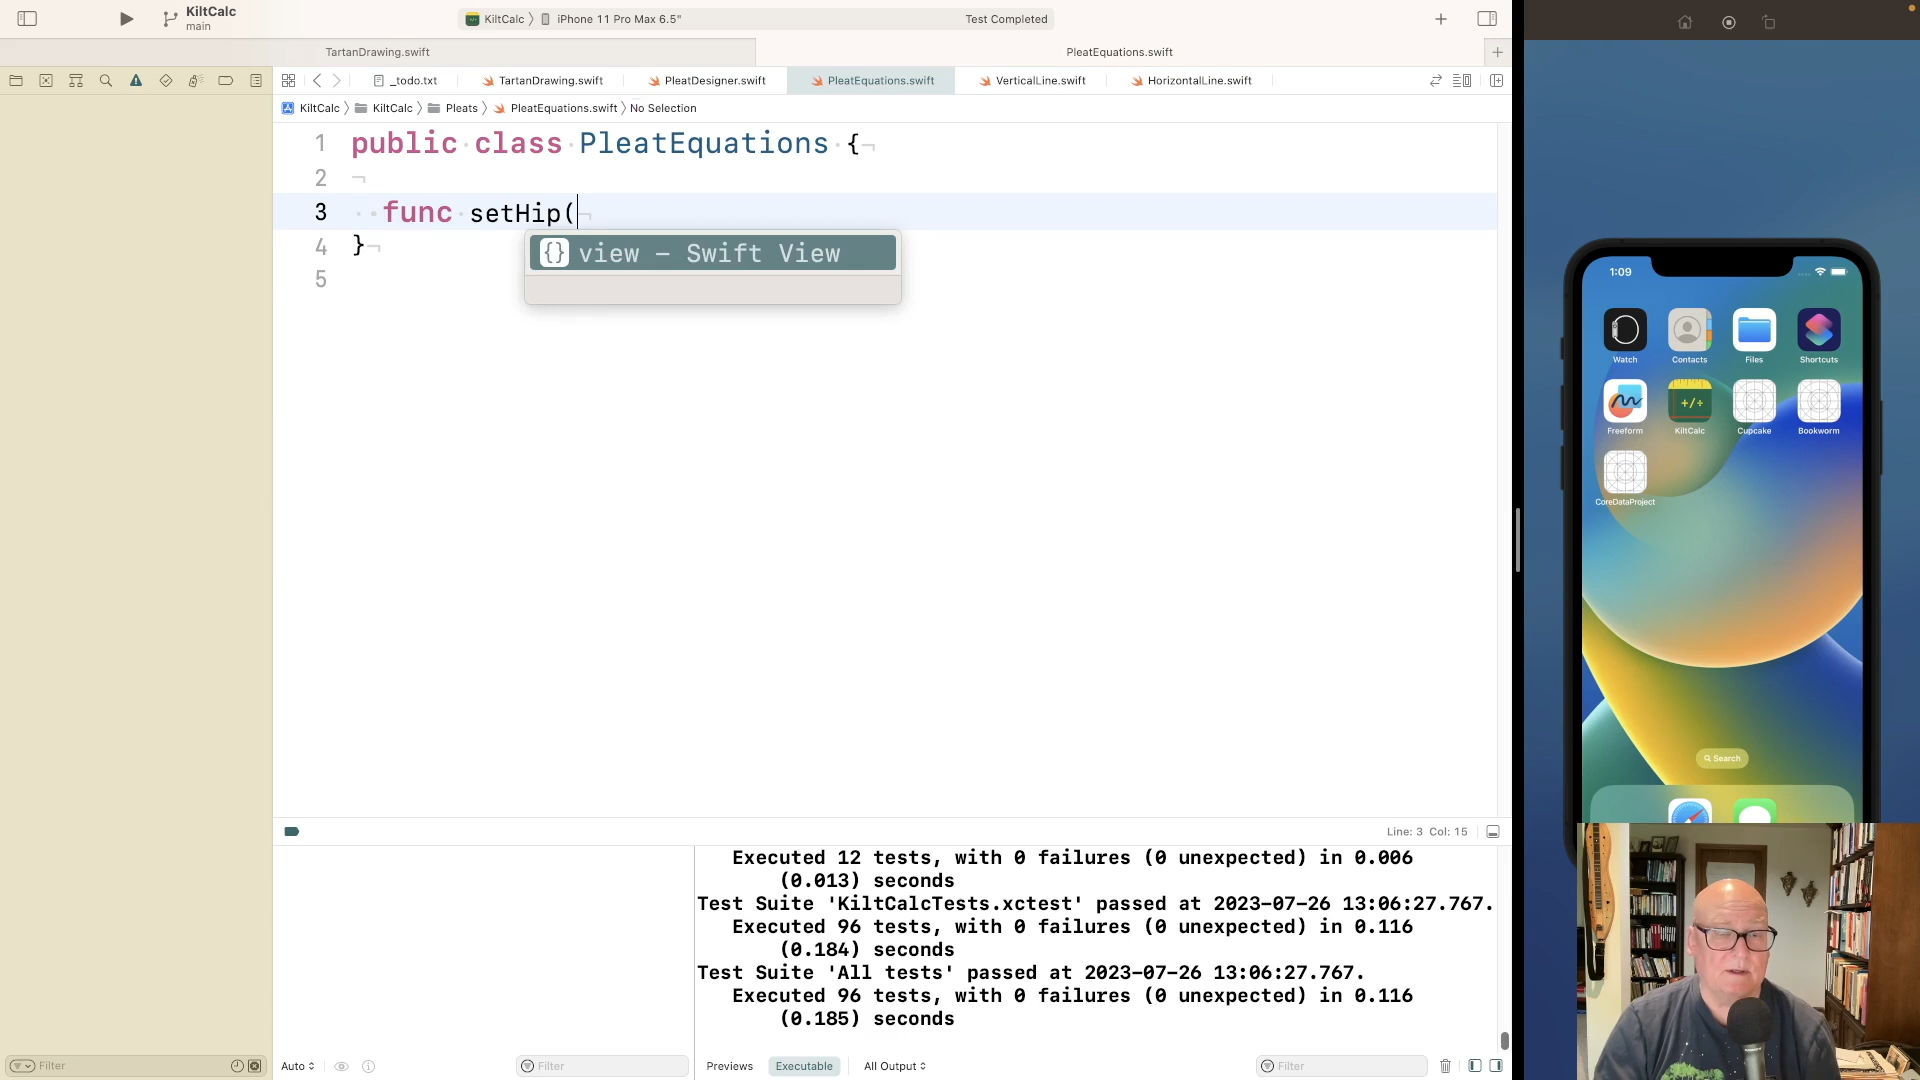 KiltCalc
main
KiltCalc 〉 iPhone 11 Pro Max 6.5"
Test Completed
TartanDrawing.swift
PleatEquations.swift
_todo.txt
TartanDrawing.swift
PleatDesigner.swift
PleatEquations.swift
VerticalLine.swift
HorizontalLine.swift
KiltCalc 〉 KiltCalc 〉 Pleats 〉 PleatEquations.swift 〉 No Selection
1 public class PleatEquations {
2
3 func setHip(
4 }
5
{} view – Swift View
Line: 3 Col: 15
Executed 12 tests, with 0 failures (0 unexpected) in 0.006
(0.013) seconds
Test Suite 'KiltCalcTests.xctest' passed at 2023-07-26 13:06:27.767.
Executed 96 tests, with 0 failures (0 unexpected) in 0.116
(0.184) seconds
Test Suite 'All tests' passed at 2023-07-26 13:06:27.767.
Executed 96 tests, with 0 failures (0 unexpected) in 0.116
(0.185) seconds
Filter
Auto
Filter
Previews
Executable
All Output
Filter
1:09
Watch
Contacts
Files
Shortcuts
+/÷
Freeform
KiltCalc
Cupcake
Bookworm
CoreDataProject
Search